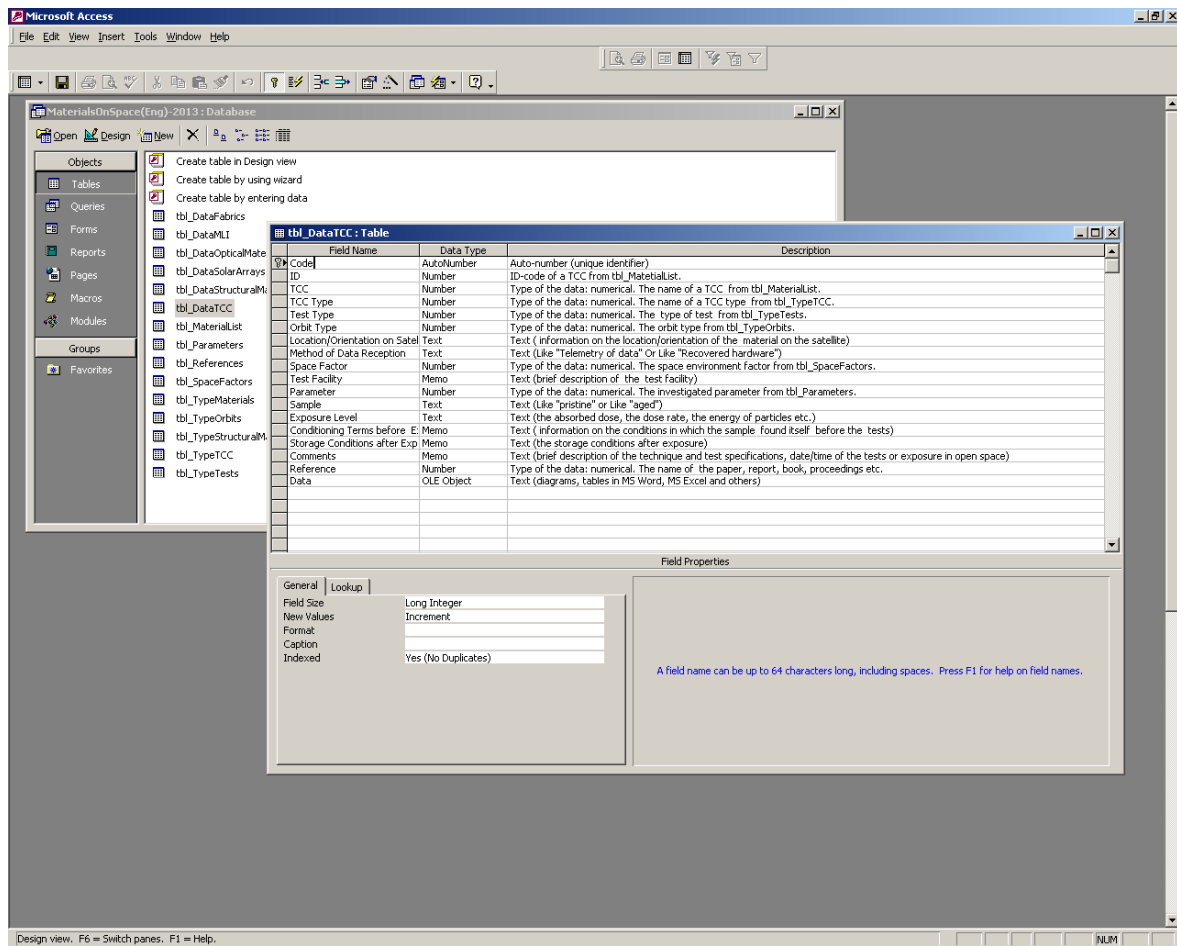 Microsoft Access
File Edit View Insert Tools Window Help
MaterialsOnSpace(Eng)-2013 : Database
Open Design New
Objects
Tables
Queries
Forms
Reports
Pages
Macros
Modules
Groups
Favorites
Create table in Design view
Create table by using wizard
Create table by entering data
tbl_DataFabrics
tbl_DataMLI
tbl_DataOpticalMate
tbl_DataSolarArrays
tbl_DataStructuralMa
tbl_DataTCC
tbl_MaterialList
tbl_Parameters
tbl_References
tbl_SpaceFactors
tbl_TypeMaterials
tbl_TypeOrbits
tbl_TypeStructuralMa
tbl_TypeTCC
tbl_TypeTests
tbl_DataTCC : Table
Field Name Data Type Description
Code AutoNumber Auto-number (unique identifier)
ID Number ID-code of a TCC from tbl_MatetialList.
TCC Number Type of the data: numerical. The name of a TCC from tbl_MaterialList.
TCC Type Number Type of the data: numerical. The name of a TCC type from tbl_TypeTCC.
Test Type Number Type of the data: numerical. The type of test from tbl_TypeTests.
Orbit Type Number Type of the data: numerical. The orbit type from tbl_TypeOrbits.
Location/Orientation on Satel Text Text ( information on the location/orientation of the material on the satellite)
Method of Data Reception Text Text (Like "Telemetry of data" Or Like "Recovered hardware")
Space Factor Number Type of the data: numerical. The space environment factor from tbl_SpaceFactors.
Test Facility Memo Text (brief description of the test facility)
Parameter Number Type of the data: numerical. The investigated parameter from tbl_Parameters.
Sample Text Text (Like "pristine" or Like "aged")
Exposure Level Text Text (the absorbed dose, the dose rate, the energy of particles etc.)
Conditioning Terms before E: Memo Text ( information on the conditions in which the sample found itself before the tests)
Storage Conditions after Exp Memo Text (the storage conditions after exposure)
Comments Memo Text (brief description of the technique and test specifications, date/time of the tests or exposure in open space)
Reference Number Type of the data: numerical. The name of the paper, report, book, proceedings etc.
Data OLE Object Text (diagrams, tables in MS Word, MS Excel and others)
Field Properties
General Lookup
Field Size Long Integer
New Values Increment
Format
Caption
Indexed Yes (No Duplicates)
A field name can be up to 64 characters long, including spaces. Press F1 for help on field names.
Design view. F6 = Switch panes. F1 = Help.
NUM